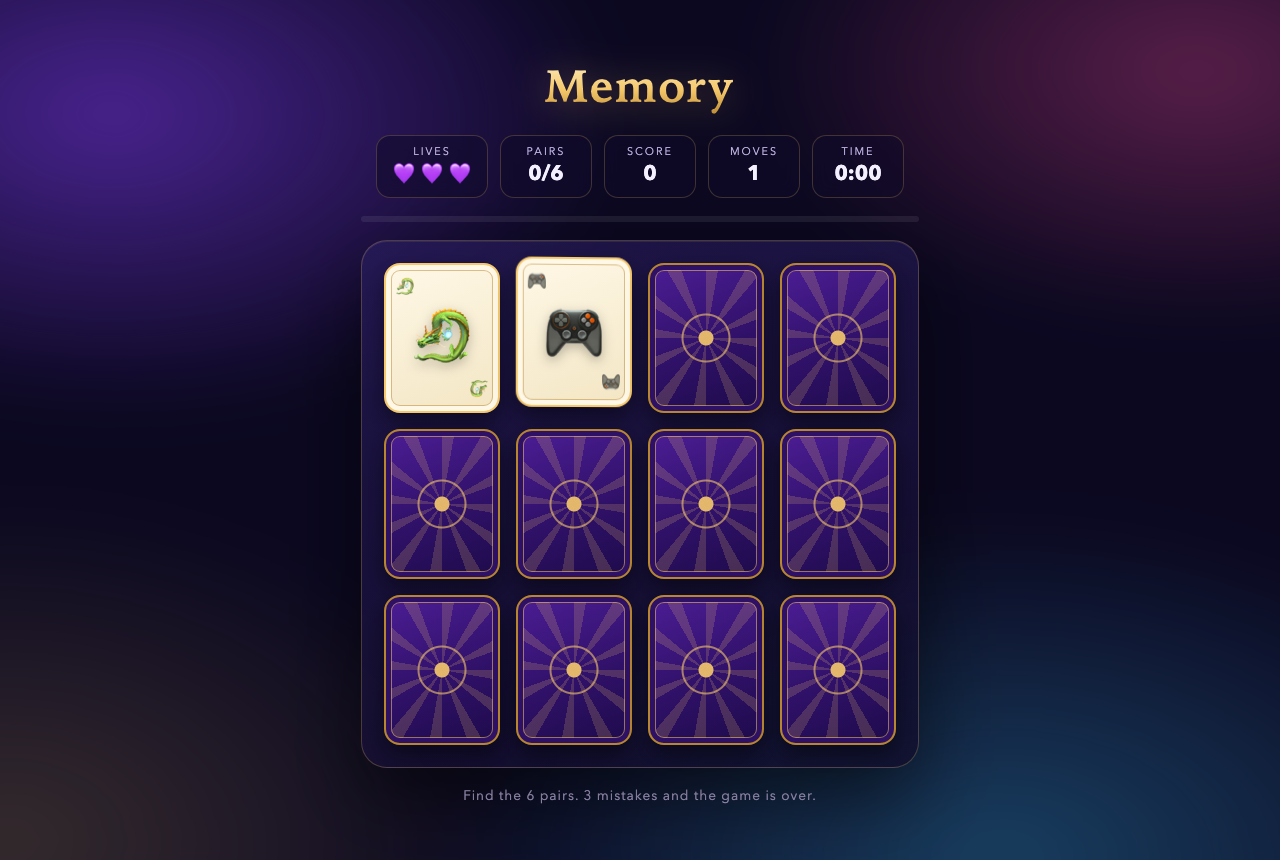 Memory
LIVES
PAIRS
0/6
SCORE
0
MOVES
1
TIME
0:00
Find the 6 pairs. 3 mistakes and the game is over.